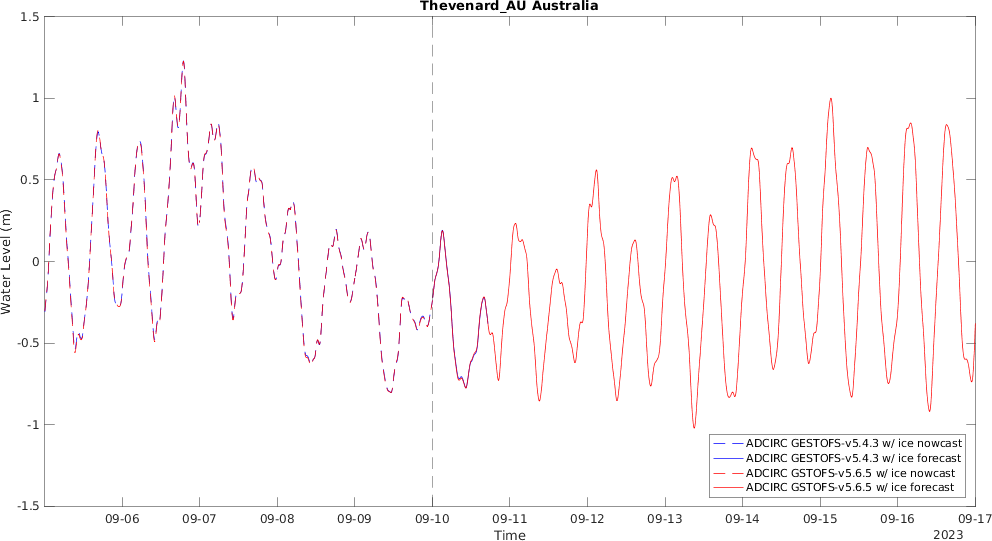 Thevenard_AU Australia
1.5
1
0.5
0
-0.5
-1
-1.5
Water Level (m)
09-06 09-07 09-08 09-09 09-10 09-11 09-12 09-13 09-14 09-15 09-16 09-17
Time
2023
ADCIRC GESTOFS-v5.4.3 w/ ice nowcast
ADCIRC GESTOFS-v5.4.3 w/ ice forecast
ADCIRC GSTOFS-v5.6.5 w/ ice nowcast
ADCIRC GSTOFS-v5.6.5 w/ ice forecast